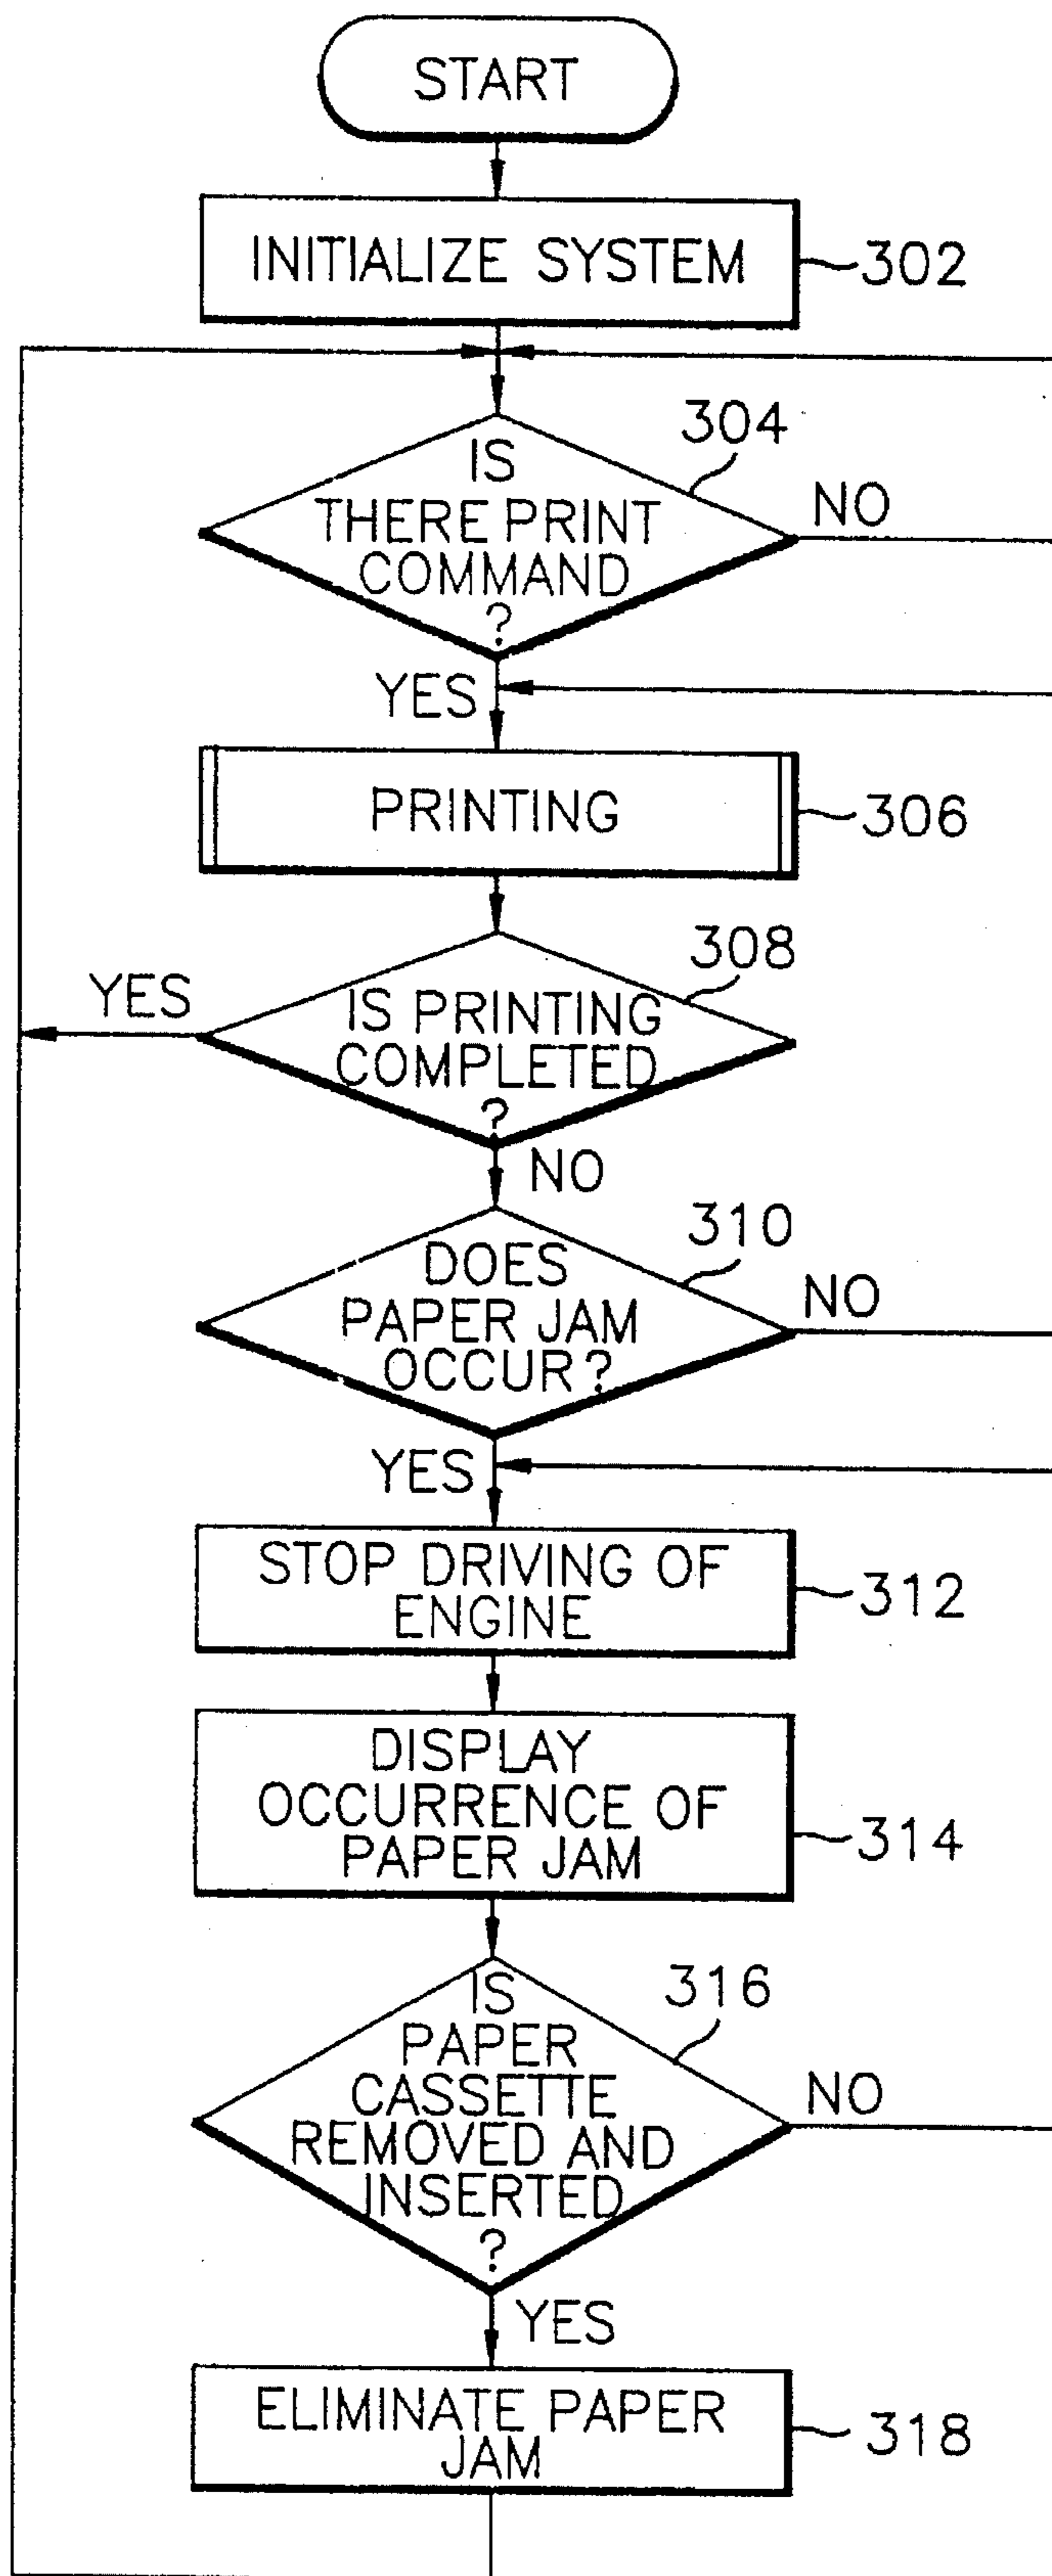 START
INITIALIZE SYSTEM
302
304
IS
THERE PRINT
COMMAND
?
NO
YES
PRINTING
306
308
IS PRINTING
COMPLETED
?
YES
NO
310
DOES
PAPER JAM
OCCUR?
NO
YES
STOP DRIVING OF
ENGINE
312
DISPLAY
OCCURRENCE OF
PAPER JAM
314
316
IS
PAPER
CASSETTE
REMOVED AND
INSERTED
?
NO
YES
ELIMINATE PAPER
JAM
318